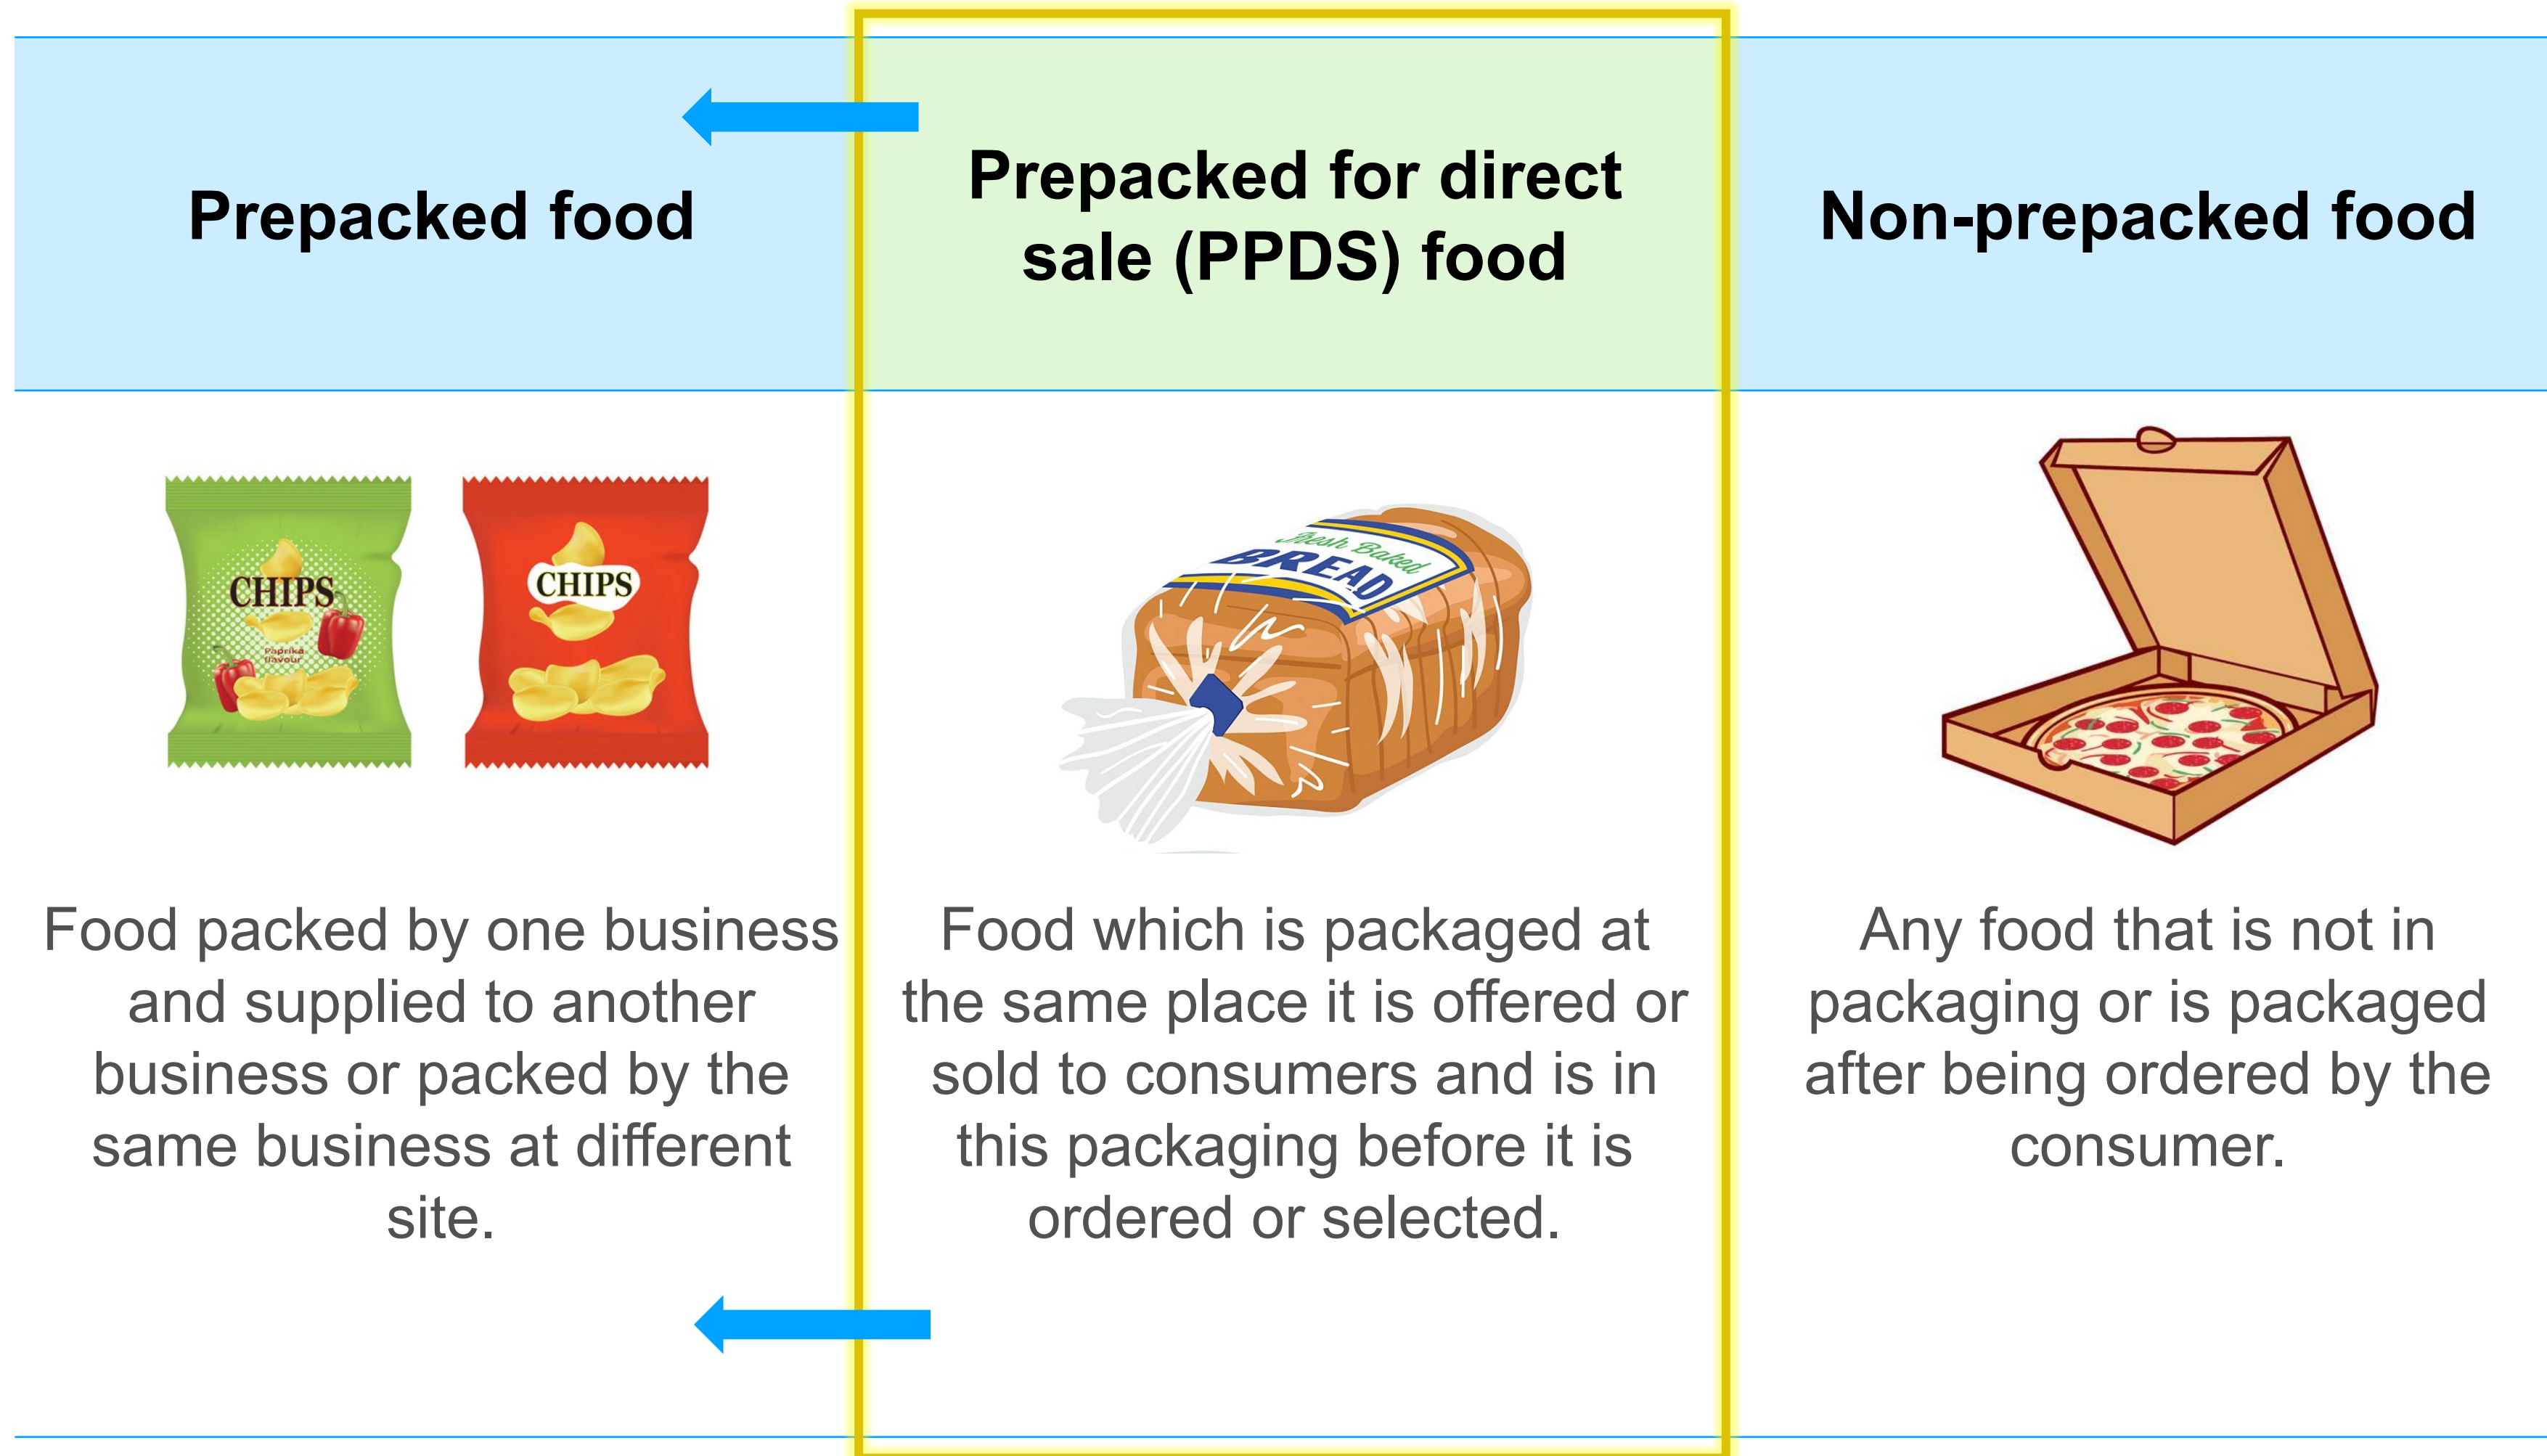 Prepacked food
Prepacked for direct
sale (PPDS) food
Non-prepacked food
CHIPS
Paprika
flavour
CHIPS
Fresh Baked
BREAD
Food packed by one business
and supplied to another
business or packed by the
same business at different
site.
Food which is packaged at
the same place it is offered or
sold to consumers and is in
this packaging before it is
ordered or selected.
Any food that is not in
packaging or is packaged
after being ordered by the
consumer.